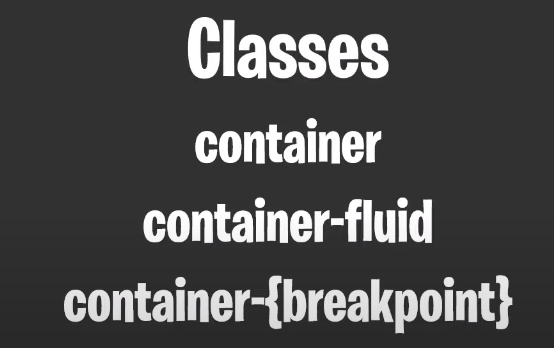 Classes
container
container-fluid
container-{breakpoint}